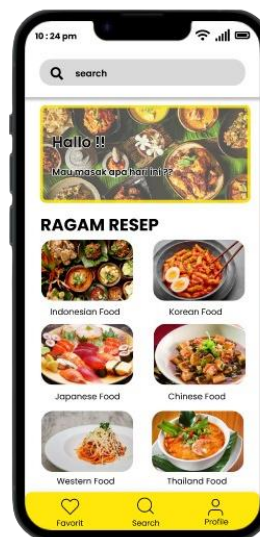 10 : 24 pm
search
Hallo !!
Mau masak apa hari ini ??
RAGAM RESEP
Indonesian Food
Korean Food
Japanese Food
Chinese Food
Western Food
Thailand Food
Favorit
Search
Profile